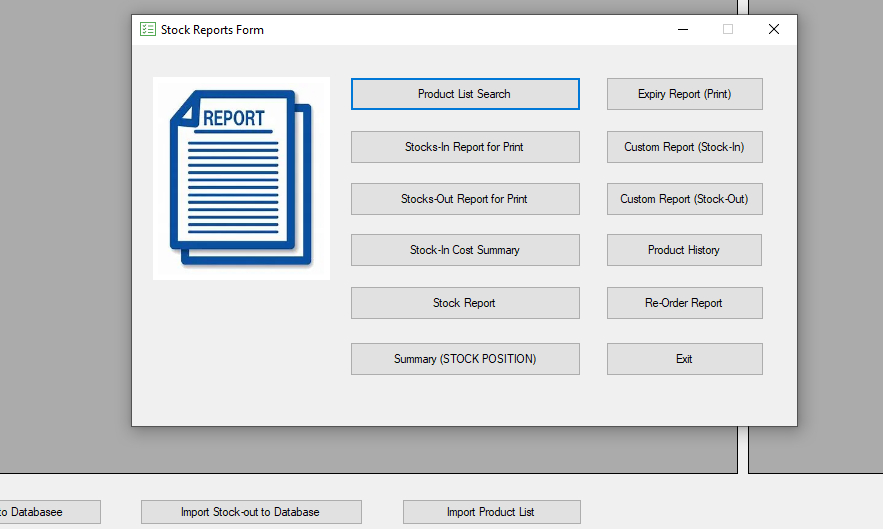 Stock Reports Form
REPORT
Product List Search
Expiry Report (Print)
Stocks-In Report for Print
Custom Report (Stock-In)
Stocks-Out Report for Print
Custom Report (Stock-Out)
Stock-In Cost Summary
Product History
Stock Report
Re-Order Report
Summary (STOCK POSITION)
Exit
to Databasee
Import Stock-out to Database
Import Product List